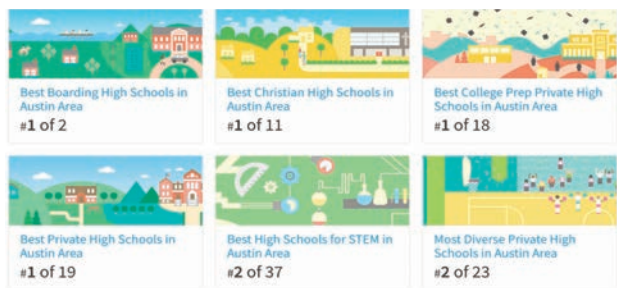 Best Boarding High Schools in
Austin Area
#1 of 2
Best Christian High Schools in
Austin Area
#1 of 11
Best College Prep Private High
Schools in Austin Area
#1 of 18
Best Private High Schools in
Austin Area
#1 of 19
Best High Schools for STEM in
Austin Area
#2 of 37
Most Diverse Private High
Schools in Austin Area
#2 of 23